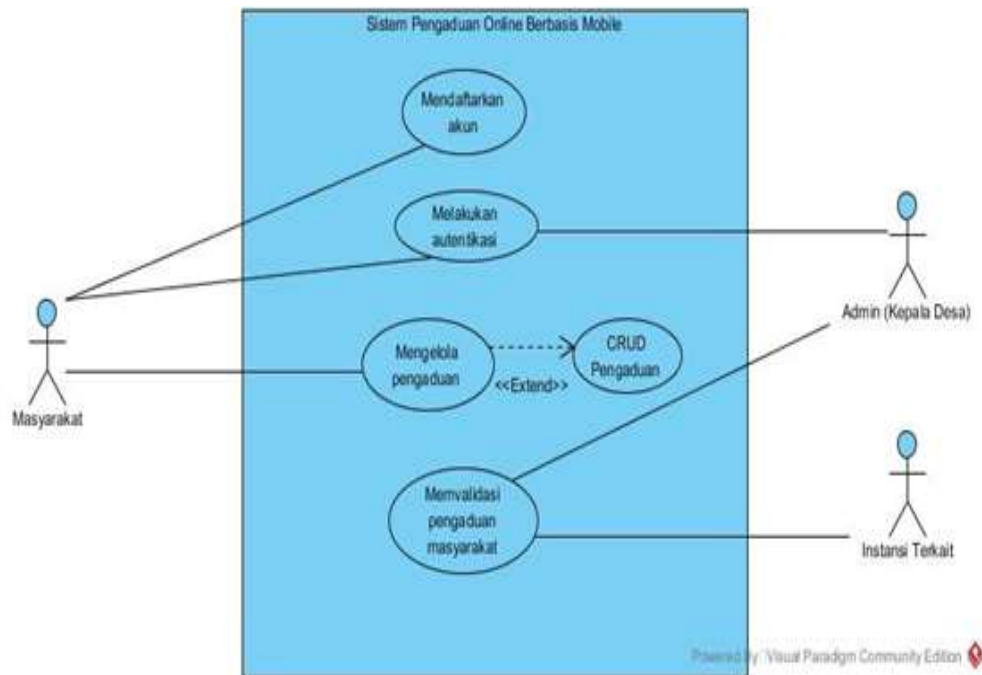 Sistem Pengaduan Online Berbasis Mobile
Mendaftarkan
akun
Melakukan
autentikasi
Admin (Kepala Desa)
Mengelola
pengaduan
<<Extend>>
CRUD
Pengaduan
Masyarakat
Memvalidasi
pengaduan
masyarakat
Instansi Terkait
Powered By: Visual Paradigm Community Edition